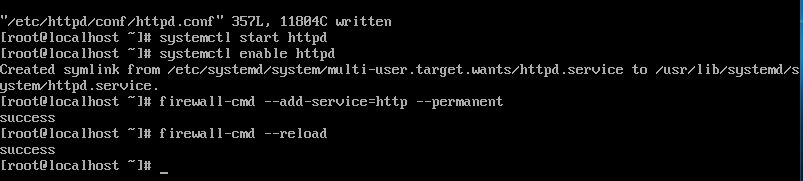 "/etc/httpd/conf/httpd.conf" 357L, 11804C written
[root@localhost ~]# systemctl start httpd
[root@localhost ~]# systemctl enable httpd
Created symlink from /etc/systemd/system/multi-user.target.wants/httpd.service to /usr/lib/systemd/s
ystem/httpd.service.
[root@localhost ~]# firewall-cmd --add-service=http --permanent
success
[root@localhost ~]# firewall-cmd --reload
success
[root@localhost ~]# _